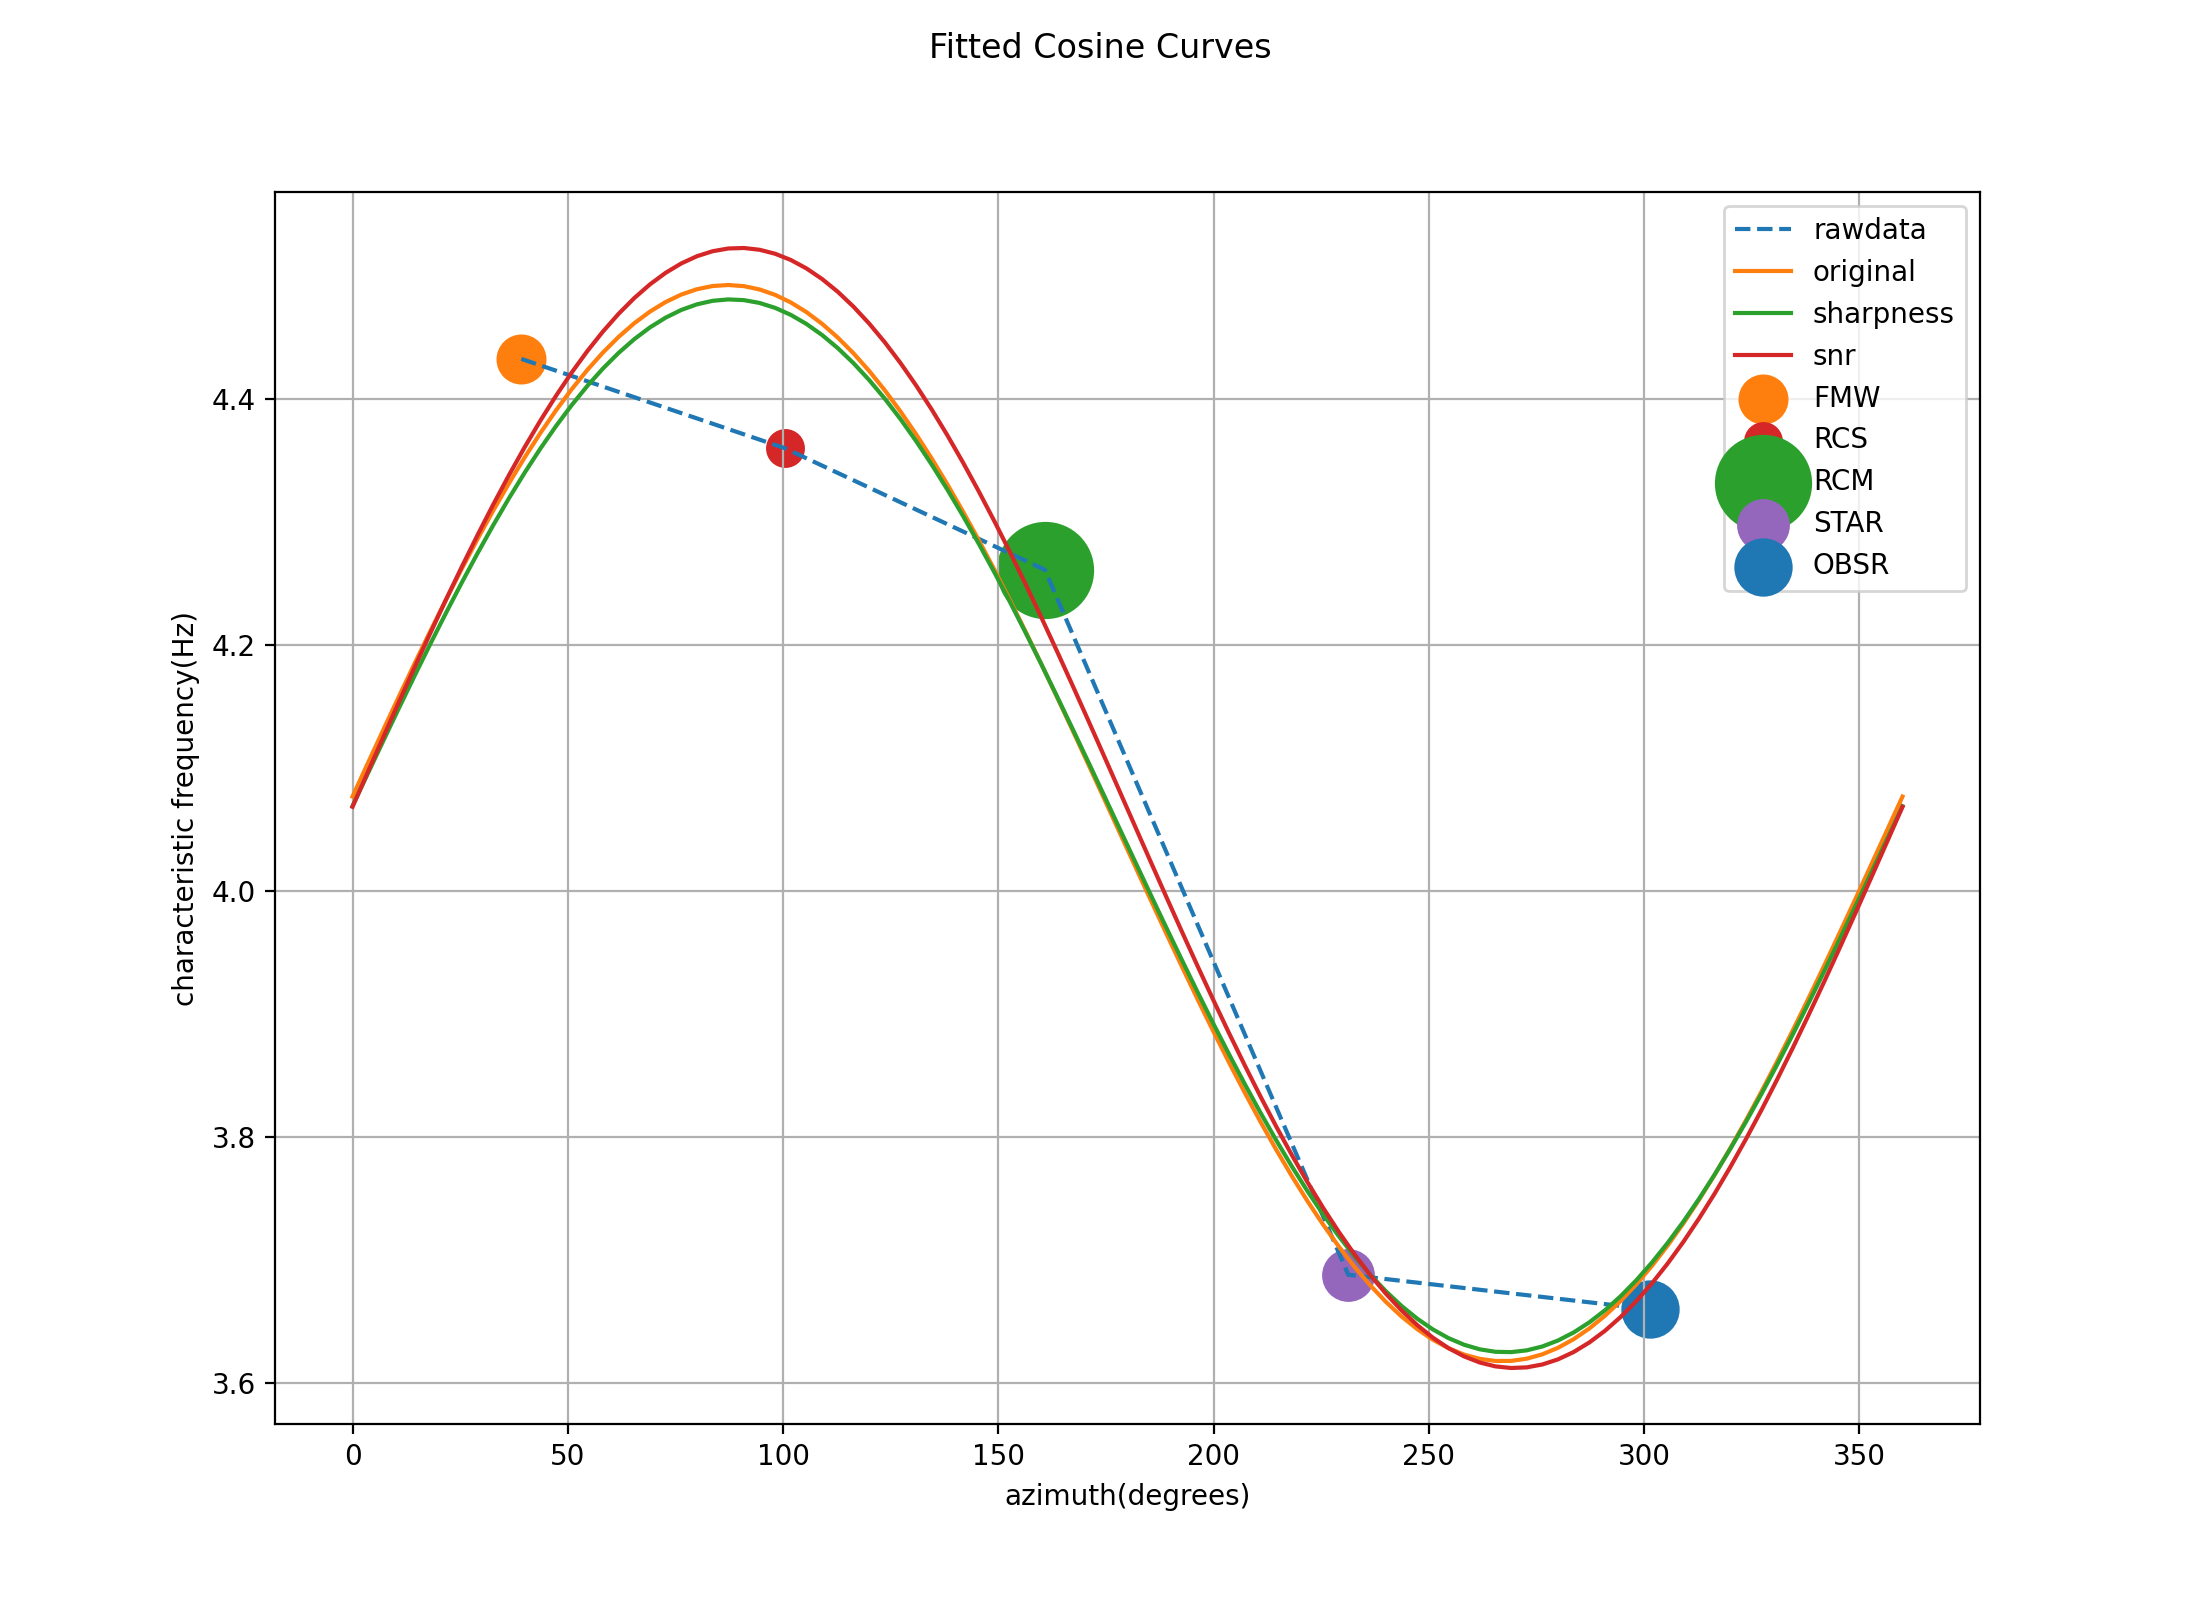 Fitted Cosine Curves
rawdata
original
sharpness
snr
FMW
RCS
RCM
STAR
OBSR
characteristic frequency(Hz)
4.4
4.2
4.0
3.8
3.6
0 50 100 150 200 250 300 350
azimuth(degrees)